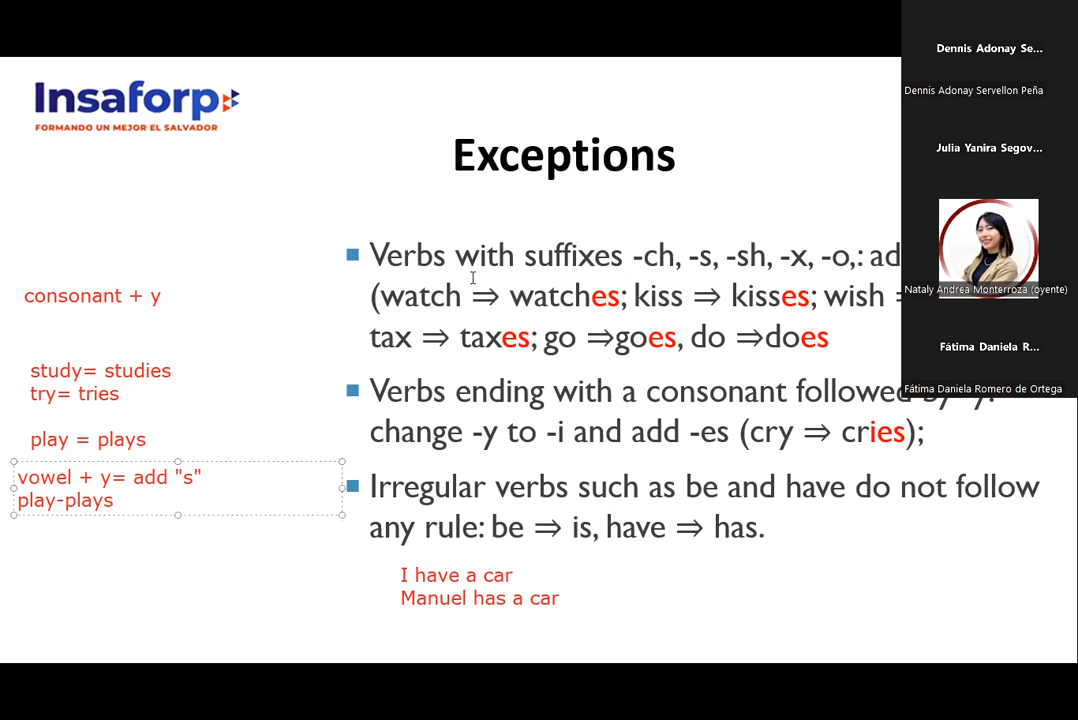 Insaforp
FORMANDO UN MEJOR EL SALVADOR
Exceptions
Verbs with suffixes -ch, -s, -sh, -x, -o,: ad
(watch ⇒ watches; kiss ⇒ kisses; wish ⇒
tax ⇒ taxes; go ⇒goes, do ⇒does
Verbs ending with a consonant followed by -y:
change -y to -i and add -es (cry ⇒ cries);
Irregular verbs such as be and have do not follow
any rule: be ⇒ is, have ⇒ has.
I have a car
Manuel has a car
consonant + y
study= studies
try= tries
play = plays
vowel + y= add "s"
play-plays
Dennis Adonay Se...
Dennis Adonay Servellon Peña
Julia Yanira Segov...
Nataly Andrea Monterroza (oyente)
Fátima Daniela R...
Fátima Daniela Romero de Ortega